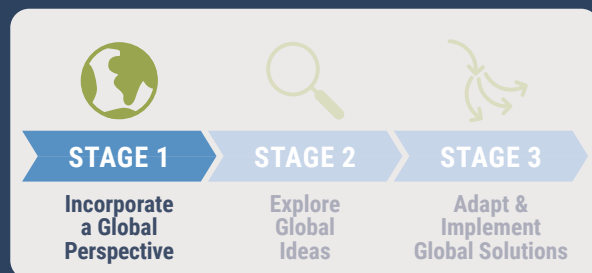 STAGE 1
STAGE 2
STAGE 3
Incorporate
a Global
Perspective
Explore
Global
Ideas
Adapt &
Implement
Global Solutions